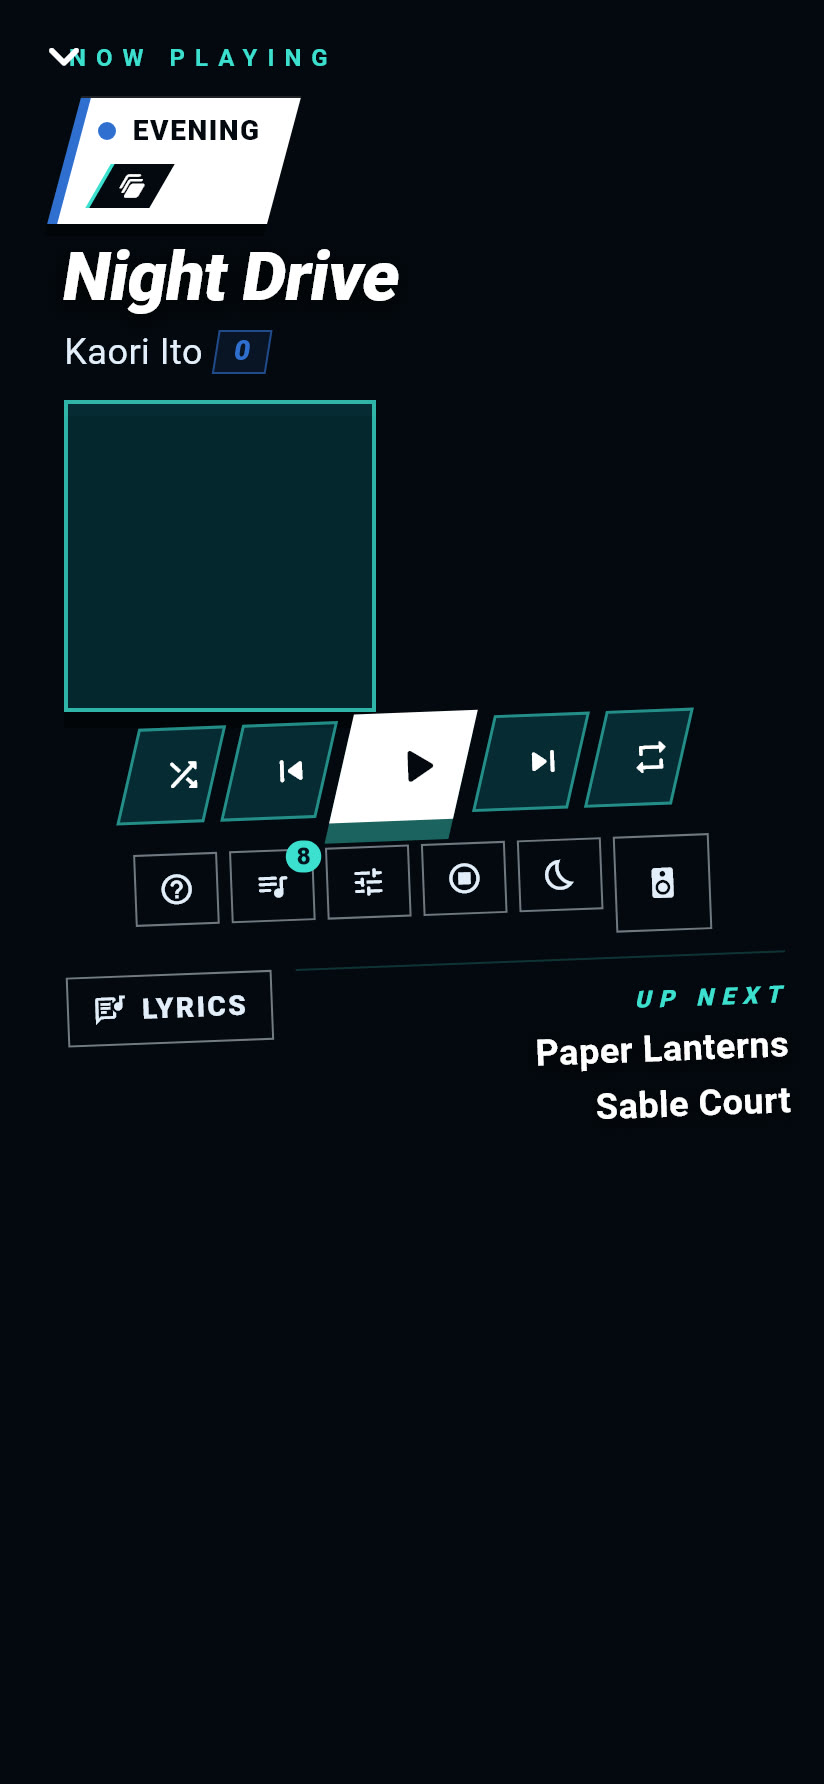 NOW PLAYING
EVENING
Night Drive
Kaori Ito 0
8
LYRICS
UP NEXT
Paper Lanterns
Sable Court